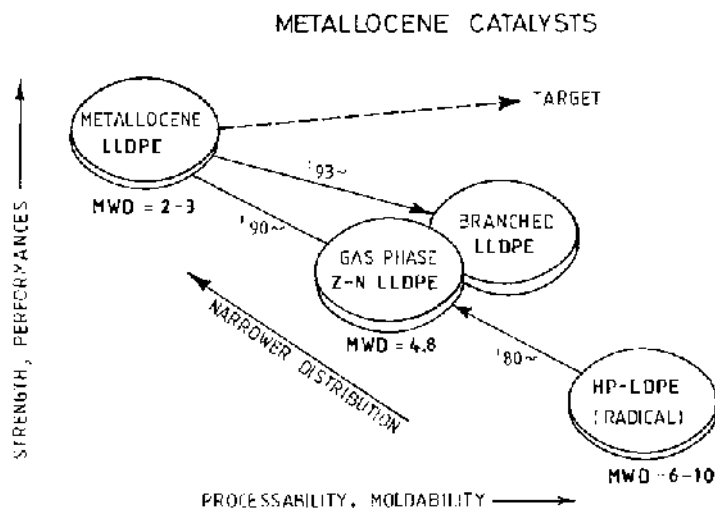 METALLOCENE CATALYSTS
TARGET
METALLOCENE
LLDPE
MWD = 2-3
'93~
'90~
BRANCHED
LLDPE
GAS PHASE
Z-N LLDPE
MWD = 4.8
'80~
HP-LDPE
(RADICAL)
MWD -6-10
NARROWER DISTRIBUTION
STRENGTH, PERFORMANCES
PROCESSABILITY, MOLDABILITY